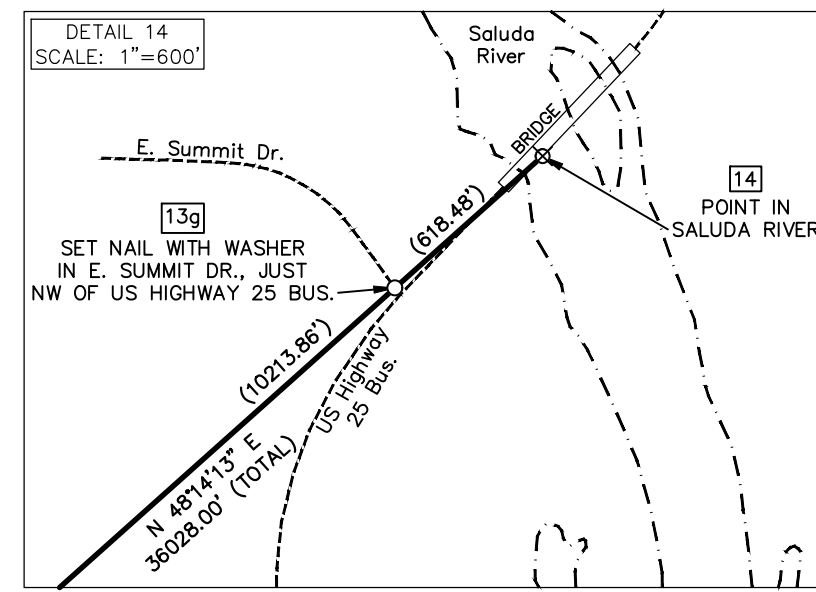 DETAIL 14
SCALE: 1"=600'
Saluda
River
BRIDGE
E. Summit Dr.
13g
SET NAIL WITH WASHER
IN E. SUMMIT DR., JUST
NW OF US HIGHWAY 25 BUS.
(618.48')
14
POINT IN
SALUDA RIVER
(10213.86')
US Highway
25 Bus.
N 48°14'13" E
36028.00' (TOTAL)